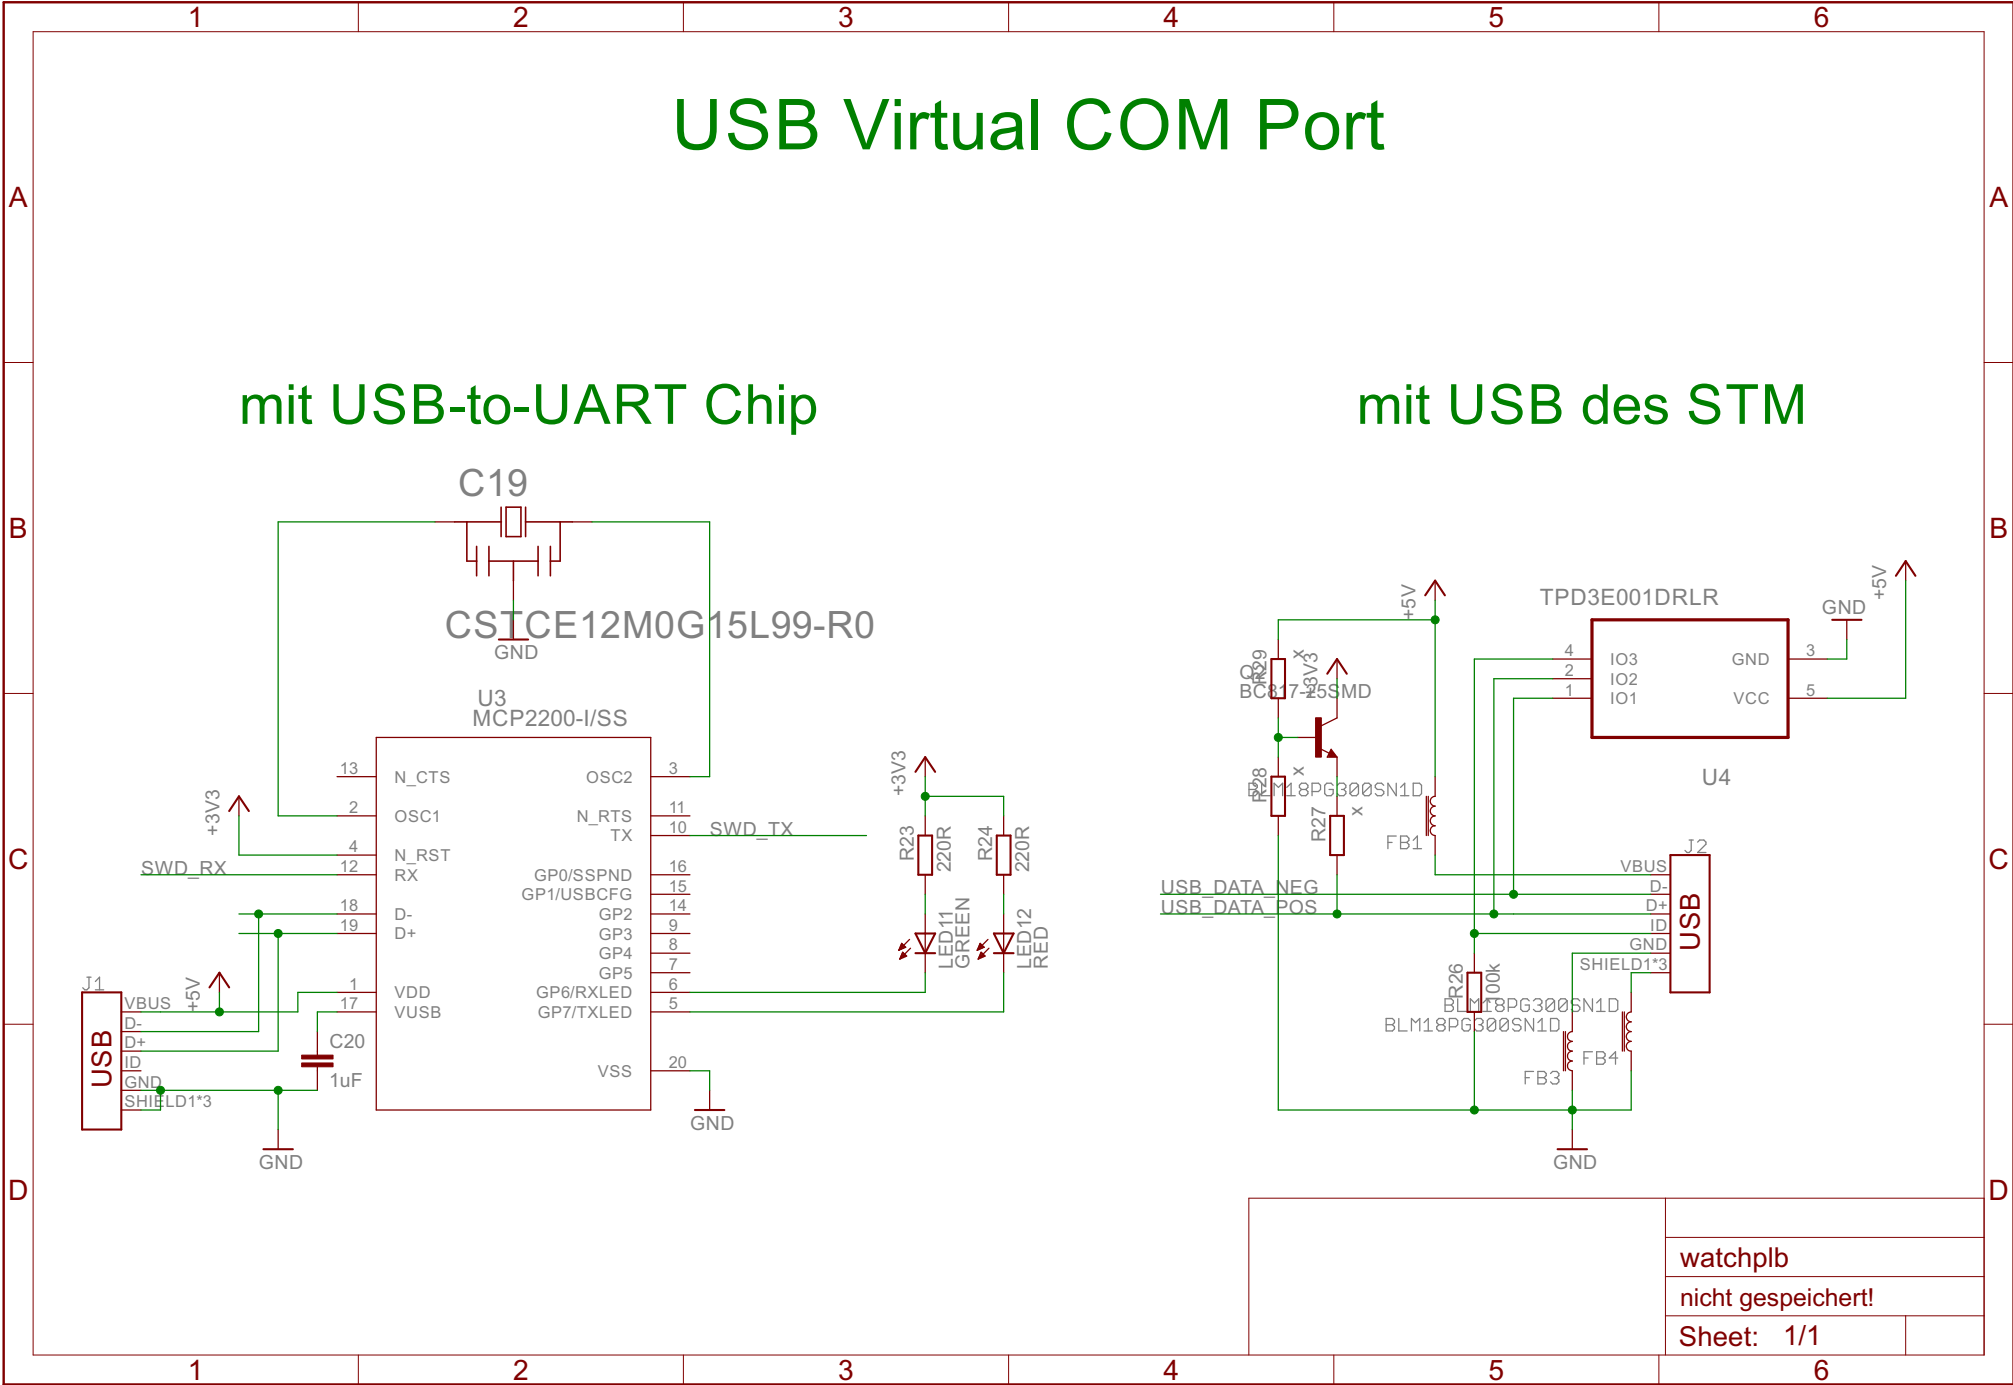 1 2 3 4 5 6
USB Virtual COM Port
A A
mit USB-to-UART Chip
mit USB des STM
B B
C19
CSTCE12M0G15L99-R0
GND
U3
MCP2200-I/SS
13 N_CTS
2 OSC1
4 N_RST
12 RX
18 D-
19 D+
1 VDD
17 VUSB
OSC2 3
N_RTS 11
TX 10
GP0/SSPND 16
GP1/USBCFG 15
GP2 14
GP3 9
GP4 8
GP5 7
GP6/RXLED 6
GP7/TXLED 5
VSS 20
GND
+3V3
SWD_RX
SWD_TX
+3V3
R23
220R
R24
220R
LED11
GREEN
LED12
RED
J1
USB
VBUS
D-
D+
ID
GND
SHIELD1*3
+5V
C20
1uF
GND
+5V
TPD3E001DRLR
GND
+5V
4 IO3
2 IO2
1 IO1
GND 3
VCC 5
U4
R29
x
+3V3
BC817-25SMD
R28
x
BLM18PG300SN1D
R27
x
FB1
USB_DATA_NEG
USB_DATA_POS
J2
USB
VBUS
D-
D+
ID
GND
SHIELD1*3
R26
100k
BLM18PG300SN1D
BLM18PG300SN1D
FB4
FB3
GND
C C
D D
watchplb
nicht gespeichert!
Sheet: 1/1
1 2 3 4 5 6